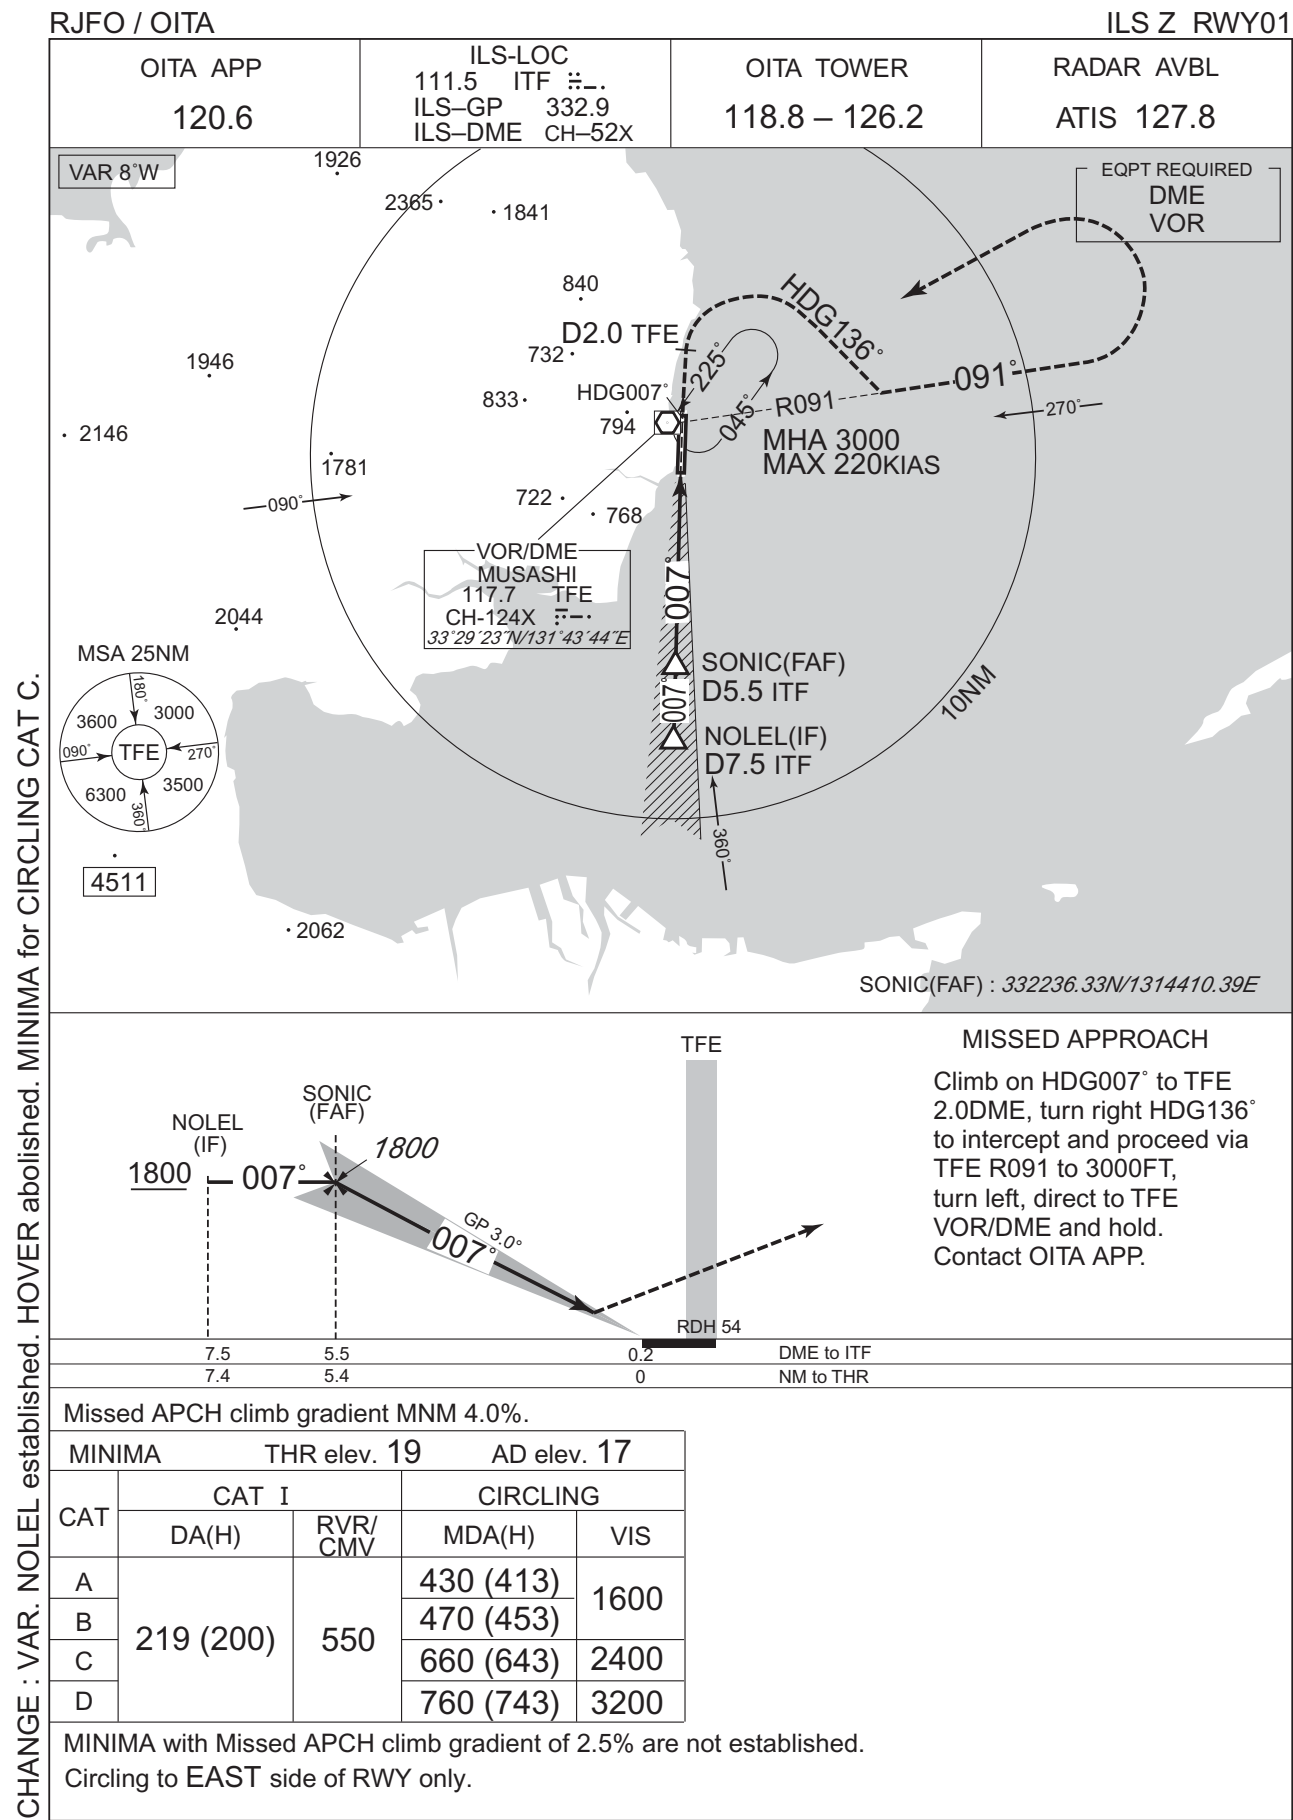 RJFO / OITA
ILS Z RWY01
OITA APP
120.6
ILS-LOC
111.5 ITF
ILS–GP 332.9
ILS–DME CH–52X
OITA TOWER
118.8 – 126.2
RADAR AVBL
ATIS 127.8
VAR 8°W
EQPT REQUIRED
DME
VOR
1926
2365
1841
840
D2.0 TFE
732
HDG136°
1946
225°
091°
833
HDG007°
045°
R091
270°
794
2146
MHA 3000
MAX 220KIAS
1781
090°
722
768
VOR/DME
MUSASHI
117.7 TFE
CH-124X
33°29´23˝N/131°43´44˝E
007°
2044
MSA 25NM
180°
3600
3000
090°
TFE
270°
6300
3500
360°
SONIC(FAF)
D5.5 ITF
007°
10NM
NOLEL(IF)
D7.5 ITF
360°
4511
2062
SONIC(FAF) : 332236.33N/1314410.39E
TFE
MISSED APPROACH
Climb on HDG007° to TFE
2.0DME, turn right HDG136°
to intercept and proceed via
TFE R091 to 3000FT,
turn left, direct to TFE
VOR/DME and hold.
Contact OITA APP.
SONIC
(FAF)
NOLEL
(IF)
1800
1800
007°
GP 3.0°
007°
RDH 54
7.5 5.5 0.2 DME to ITF
7.4 5.4 0 NM to THR
Missed APCH climb gradient MNM 4.0%.
MINIMA THR elev. 19 AD elev. 17
CAT
CAT I
CIRCLING
DA(H)
RVR/
CMV
MDA(H)
VIS
A
430 (413)
1600
B
470 (453)
219 (200)
550
C
660 (643)
2400
D
760 (743)
3200
MINIMA with Missed APCH climb gradient of 2.5% are not established.
Circling to EAST side of RWY only.
CHANGE : VAR. NOLEL established. HOVER abolished. MINIMA for CIRCLING CAT C.